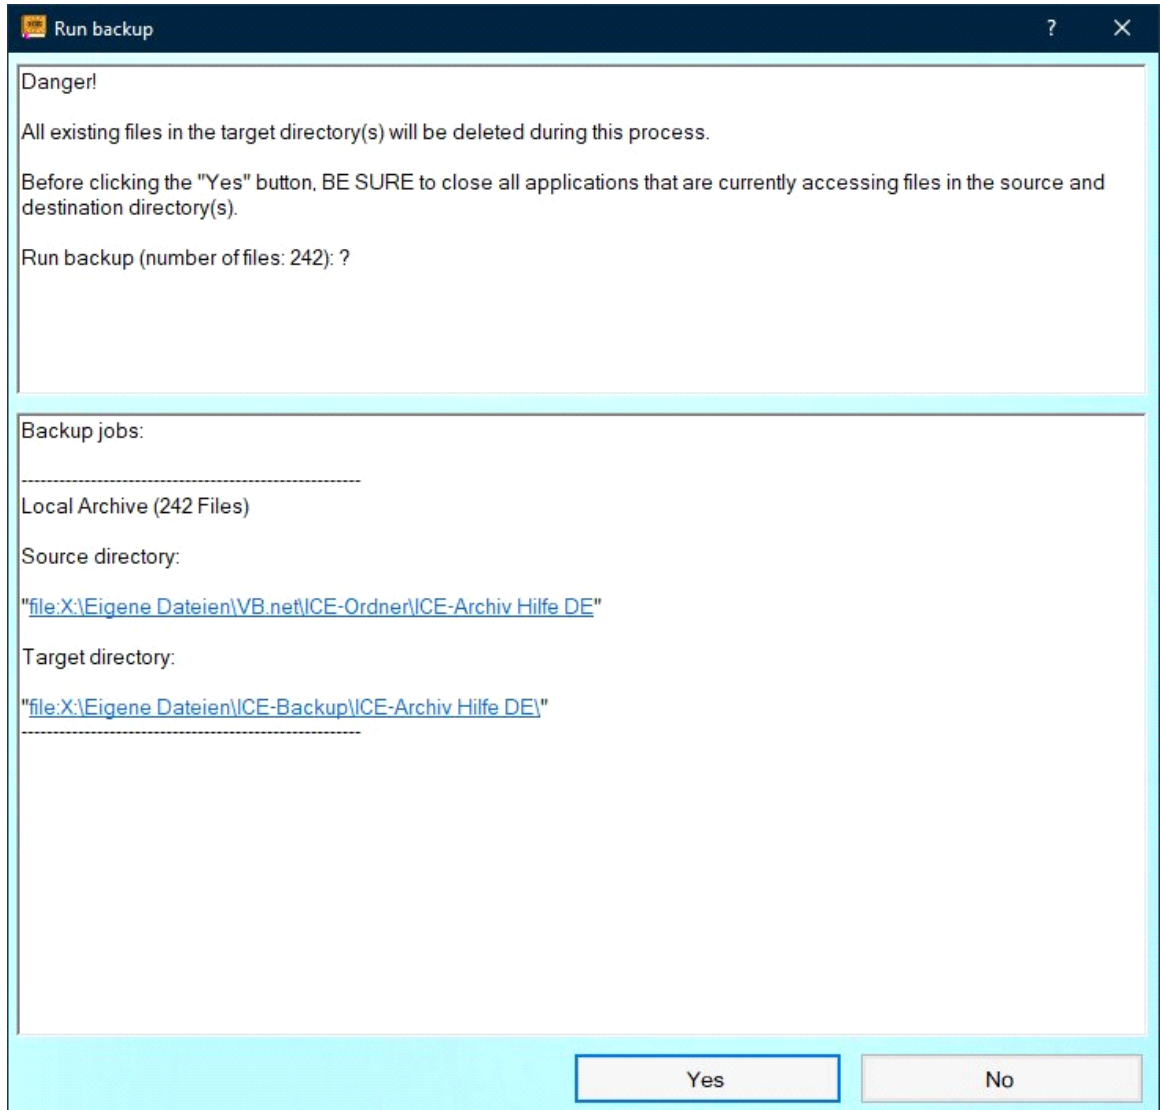 Run backup
?
Danger!
All existing files in the target directory(s) will be deleted during this process.
Before clicking the "Yes" button, BE SURE to close all applications that are currently accessing files in the source and
destination directory(s).
Run backup (number of files: 242): ?
Backup jobs:
------------------------------------------------------
Local Archive (242 Files)
Source directory:
"file:X:\Eigene Dateien\VB.net\ICE-Ordner\ICE-Archiv Hilfe DE"
Target directory:
"file:X:\Eigene Dateien\ICE-Backup\ICE-Archiv Hilfe DE\"
------------------------------------------------------
Yes
No